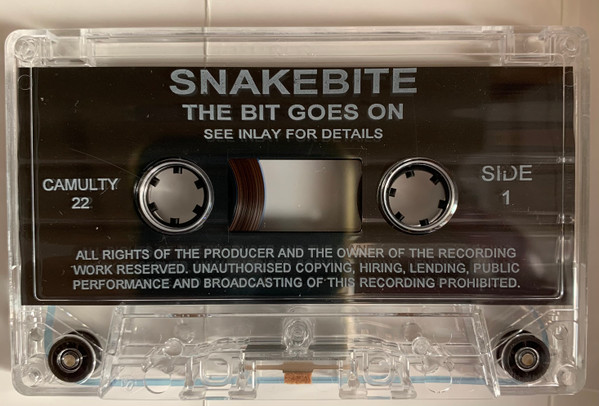 SNAKEBITE
THE BIT GOES ON
SEE INLAY FOR DETAILS
CAMULTY
22
SIDE
1
ALL RIGHTS OF THE PRODUCER AND THE OWNER OF THE RECORDING
WORK RESERVED. UNAUTHORISED COPYING, HIRING, LENDING, PUBLIC
PERFORMANCE AND BROADCASTING OF THIS RECORDING PROHIBITED.